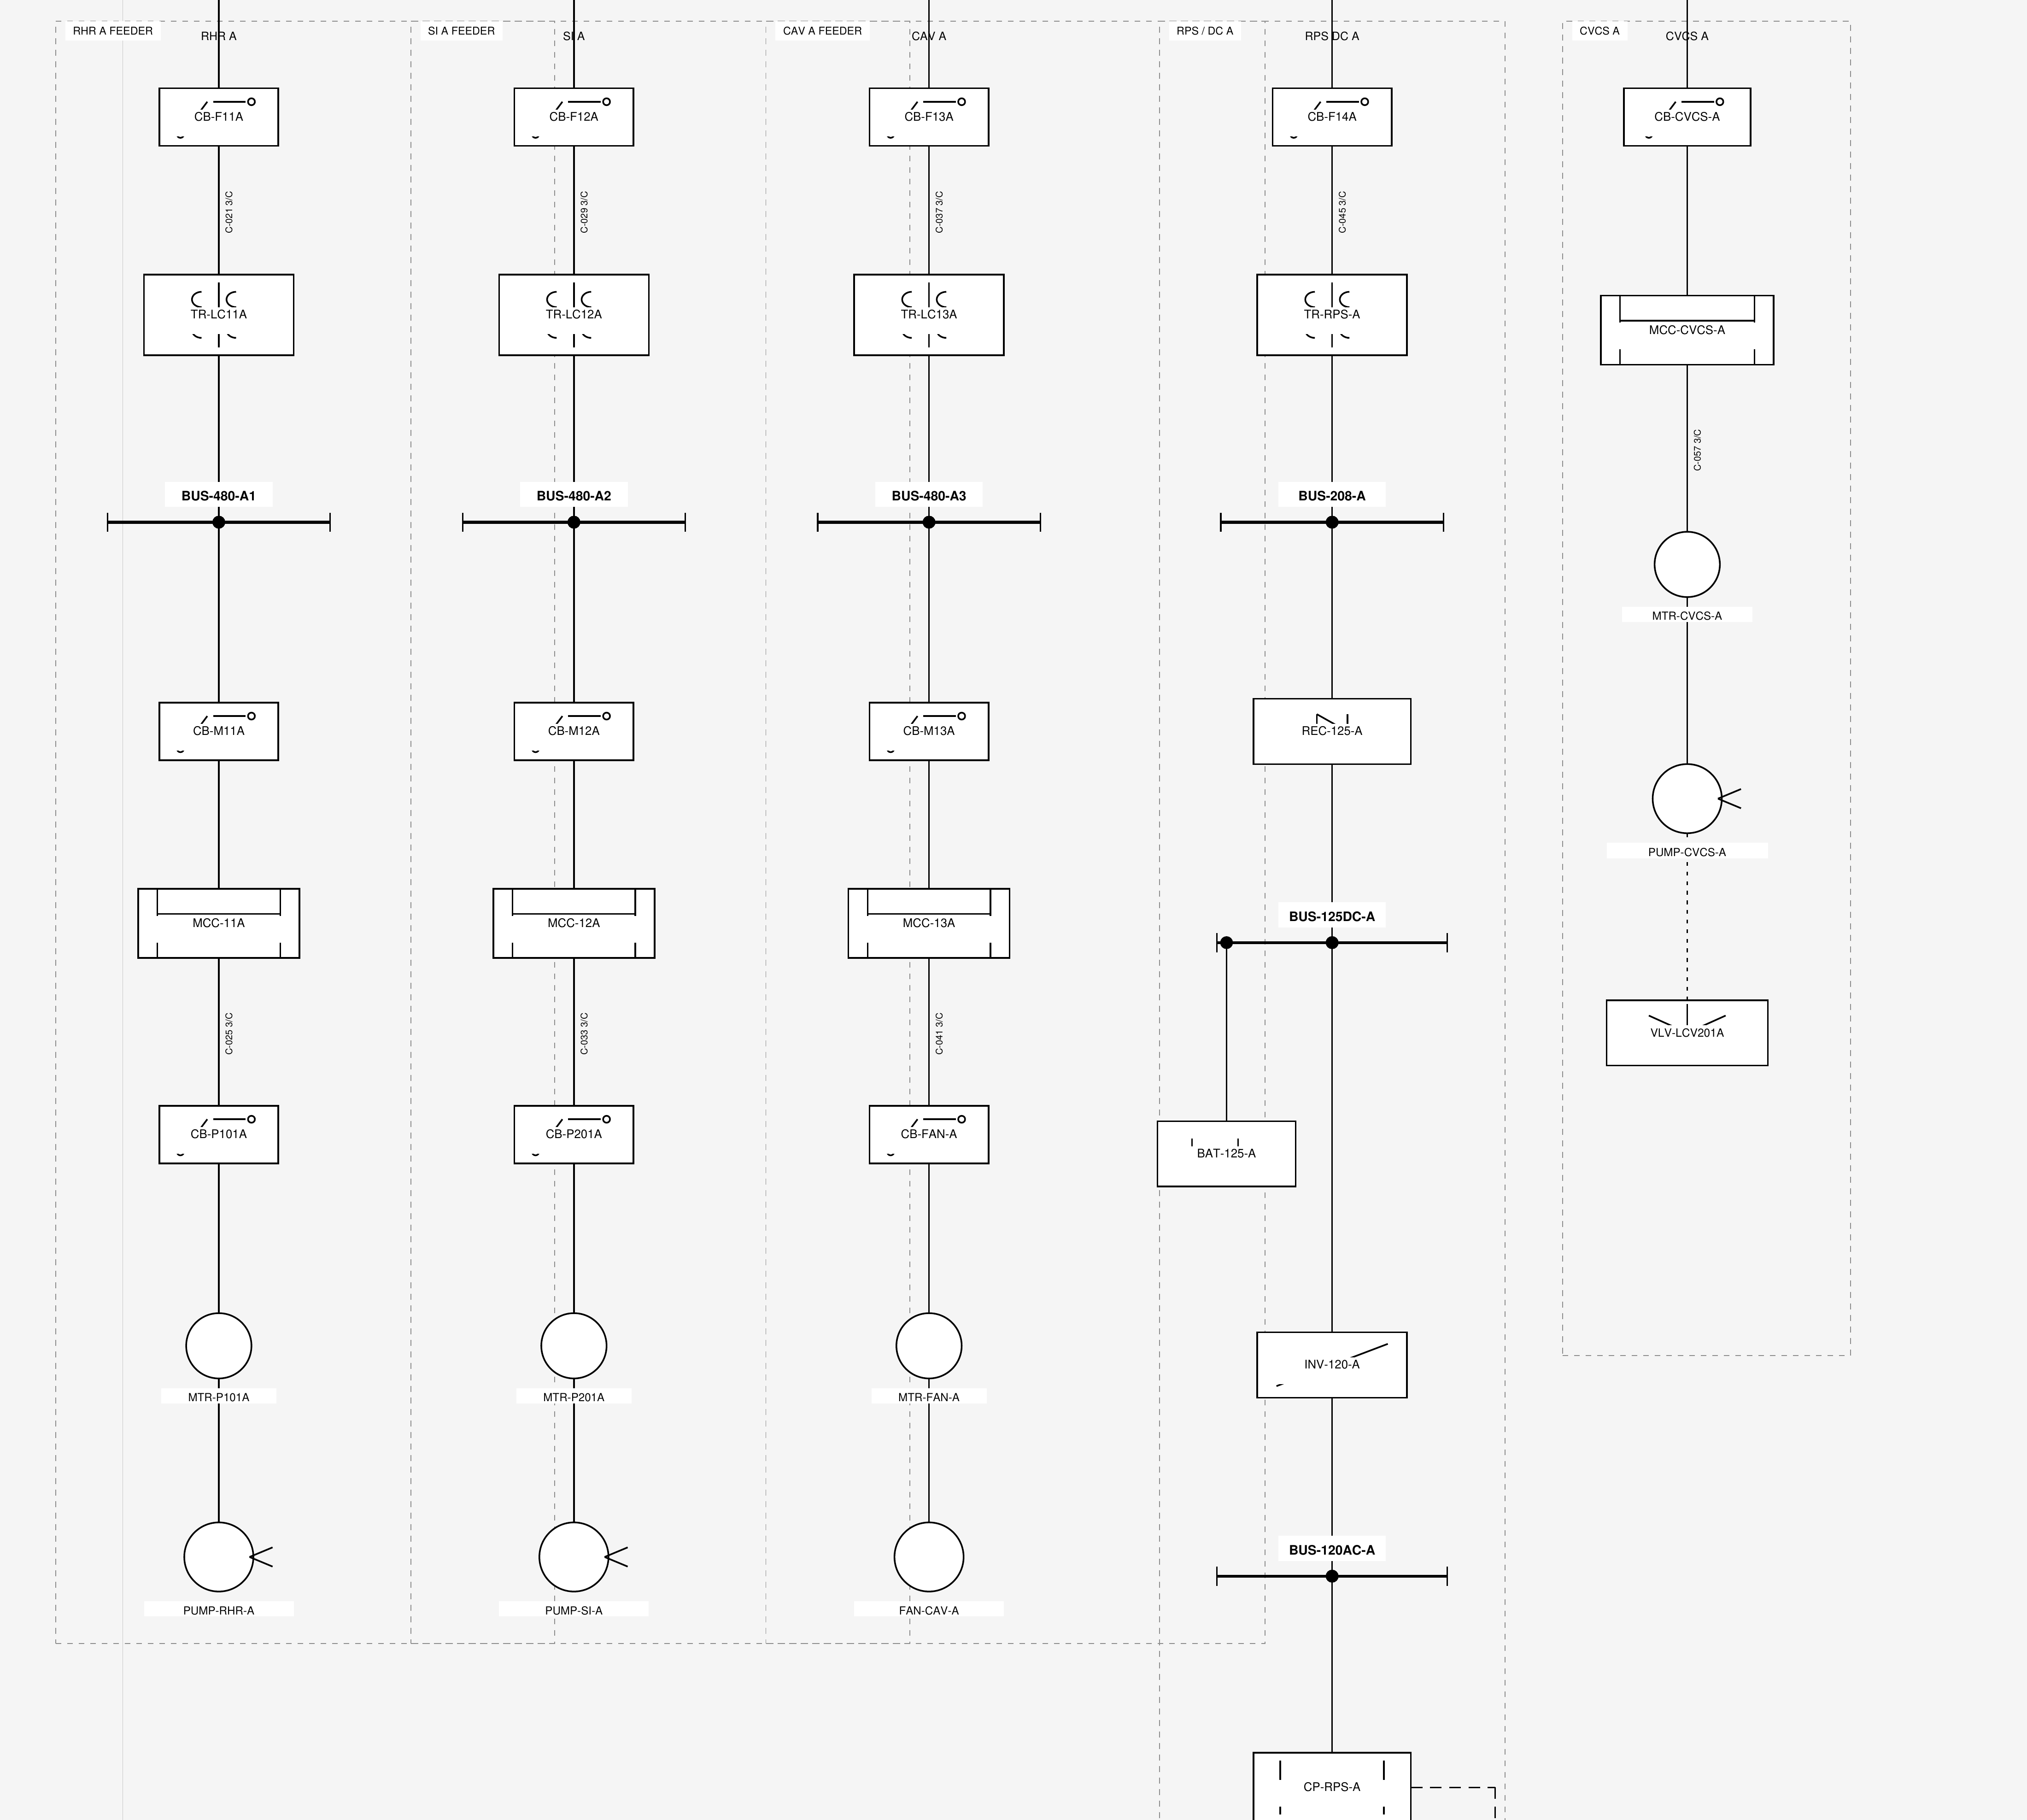 RHR A FEEDER
RHR A
SI A FEEDER
SI A
CAV A FEEDER
CAV A
RPS / DC A
RPS DC A
CVCS A
CVCS A
CB-F11A
CB-F12A
CB-F13A
CB-F14A
CB-CVCS-A
C-021 3/C
C-029 3/C
C-037 3/C
C-045 3/C
TR-LC11A
TR-LC12A
TR-LC13A
TR-RPS-A
MCC-CVCS-A
C-057 3/C
BUS-480-A1
BUS-480-A2
BUS-480-A3
BUS-208-A
MTR-CVCS-A
CB-M11A
CB-M12A
CB-M13A
REC-125-A
PUMP-CVCS-A
MCC-11A
MCC-12A
MCC-13A
BUS-125DC-A
C-025 3/C
C-033 3/C
C-041 3/C
VLV-LCV201A
CB-P101A
CB-P201A
CB-FAN-A
BAT-125-A
INV-120-A
MTR-P101A
MTR-P201A
MTR-FAN-A
BUS-120AC-A
PUMP-RHR-A
PUMP-SI-A
FAN-CAV-A
CP-RPS-A